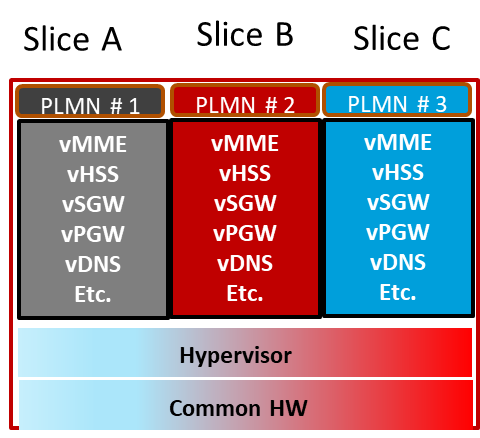 Slice A
Slice B
Slice C
PLMN # 1
PLMN # 2
PLMN # 3
vMME
vHSS
vSGW
vPGW
vDNS
Etc.
vMME
vHSS
vSGW
vPGW
vDNS
Etc.
vMME
vHSS
vSGW
vPGW
vDNS
Etc.
Hypervisor
Common HW